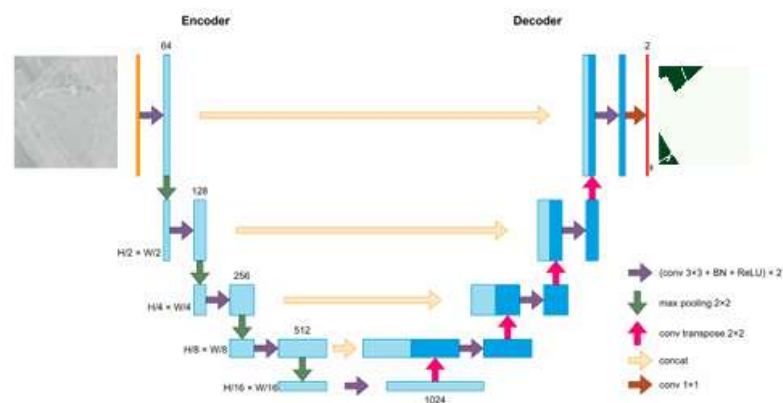 Encoder
Decoder
64
2
128
H/2 × W/2
256
H/4 × W/4
512
H/8 × W/8
H/16 × W/16
1024
(conv 3×3 + BN + ReLU) × 2
max pooling 2×2
conv transpose 2×2
concat
conv 1×1